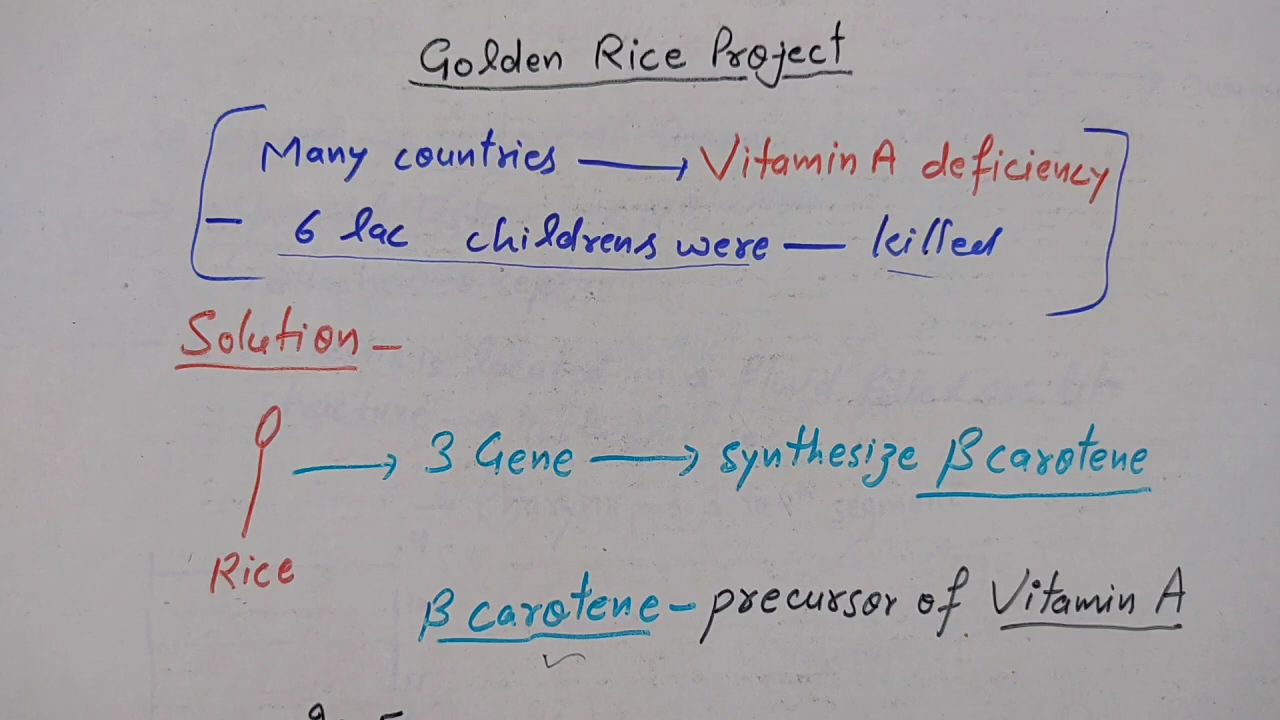 Golden Rice Project
Many countries ⟶ Vitamin A deficiency
- 6 lac childrens were — killed
Solution -
→ 3 Gene ⟶ synthesize β carotene
Rice
β carotene - precursor of Vitamin A